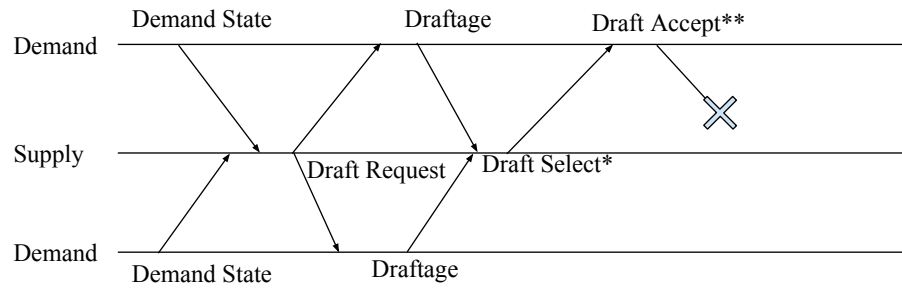 Demand State
Draftage
Draft Accept**
Demand
Supply
Draft Request
Draft Select*
Demand
Demand State
Draftage